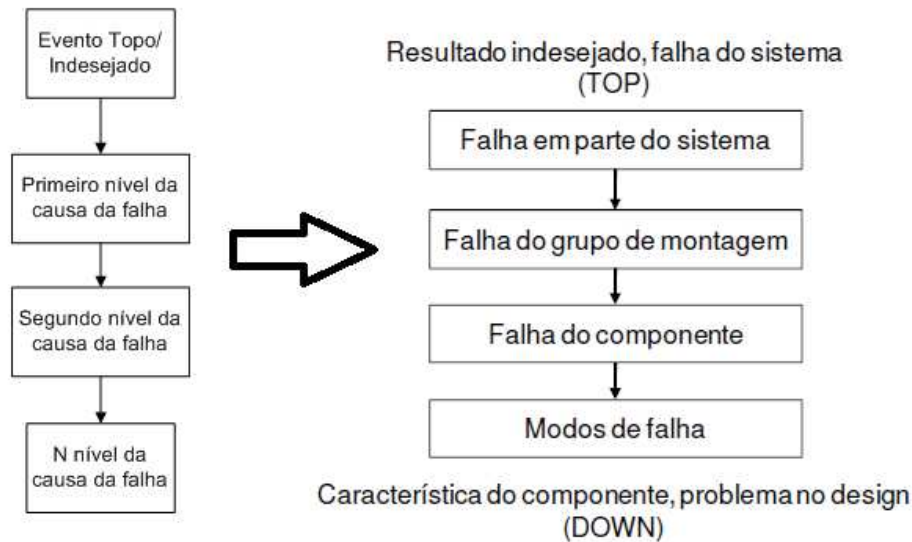 Evento Topo/
Indesejado
Primeiro nível da
causa da falha
Segundo nível da
causa da falha
N nível da
causa da falha
Resultado indesejado, falha do sistema
(TOP)
Falha em parte do sistema
Falha do grupo de montagem
Falha do componente
Modos de falha
Característica do componente, problema no design
(DOWN)